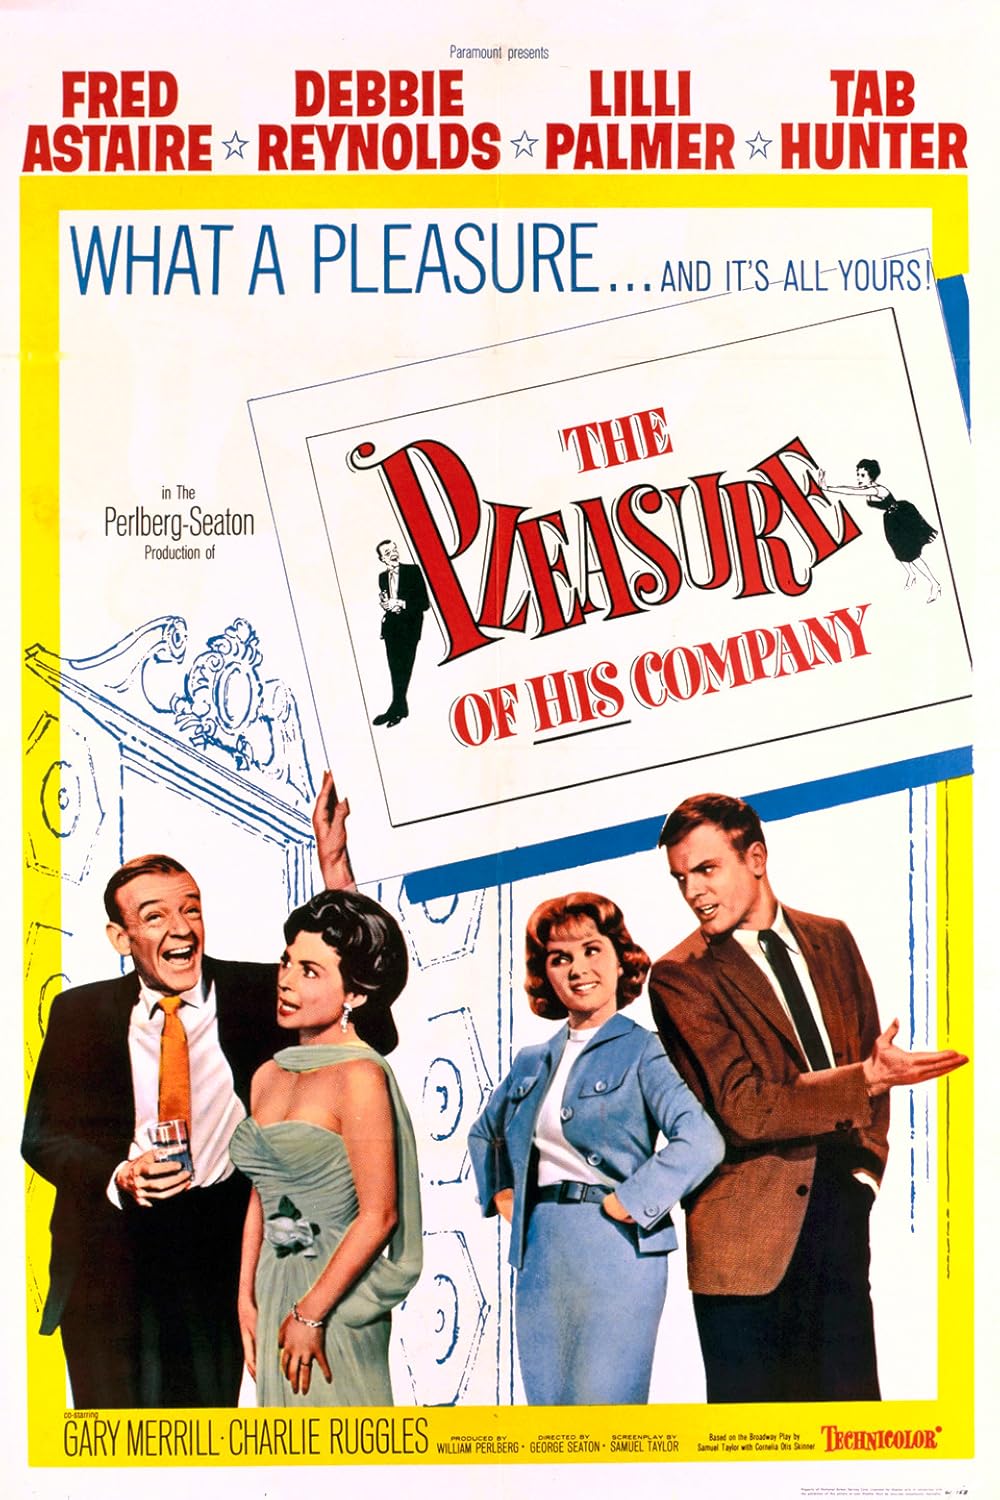 Paramount presents
FRED ASTAIRE ☆ DEBBIE REYNOLDS ☆ LILLI PALMER ☆ TAB HUNTER
WHAT A PLEASURE...AND IT'S ALL YOURS!
in The
Perlberg-Seaton
Production of
THE
PLEASURE
OF HIS COMPANY
co-starring
GARY MERRILL · CHARLIE RUGGLES
PRODUCED BY
WILLIAM PERLBERG ·
DIRECTED BY
GEORGE SEATON ·
SCREENPLAY BY
SAMUEL TAYLOR
Based on the Broadway Play by
Samuel Taylor with Cornelia Otis Skinner
TECHNICOLOR®